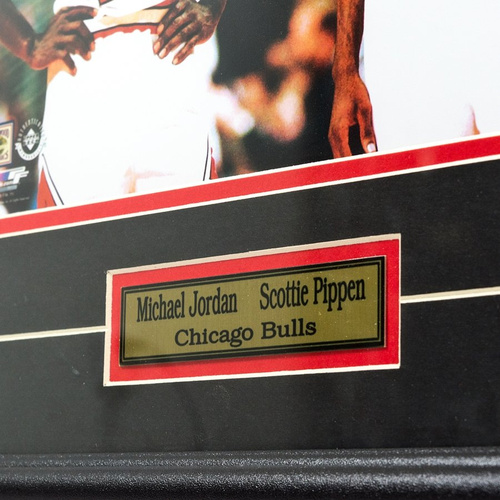 Michael Jordan Scottie Pippen
Chicago Bulls